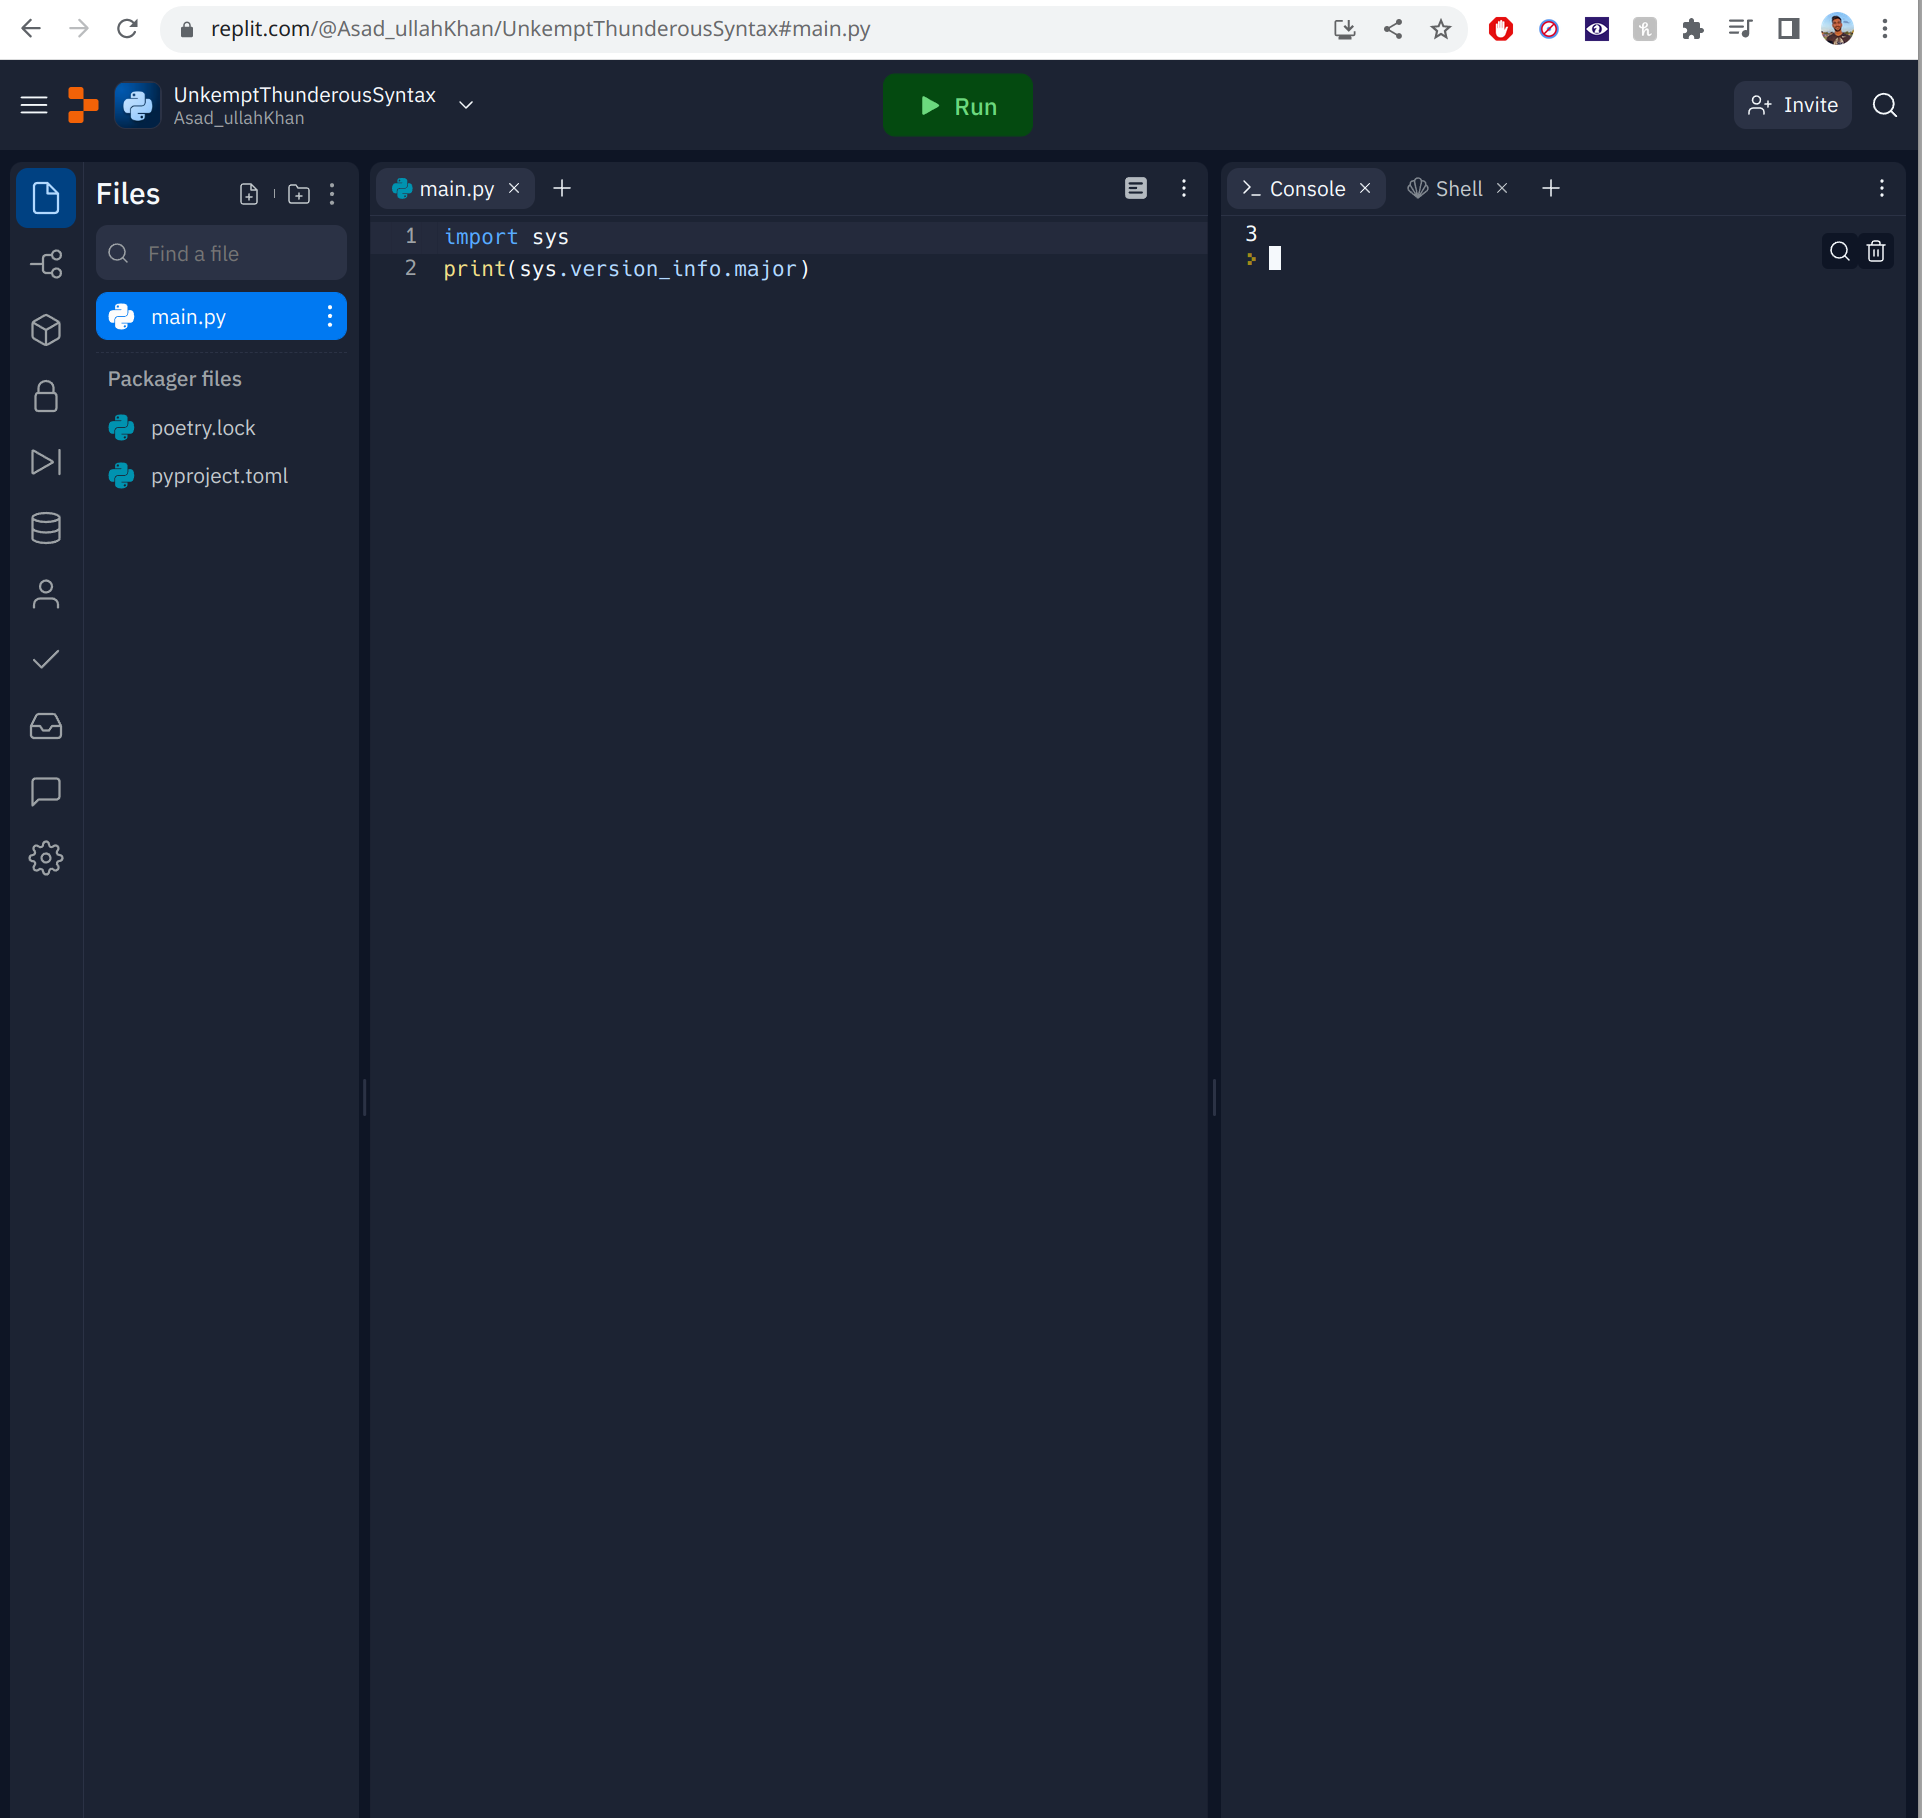 replit.com/@Asad_ullahKhan/UnkemptThunderousSyntax#main.py
UnkemptThunderousSyntax
Asad_ullahKhan
Run
Invite
Files
Find a file
main.py
Packager files
poetry.lock
pyproject.toml
main.py
1 import sys
2 print(sys.version_info.major)
Console
Shell
3